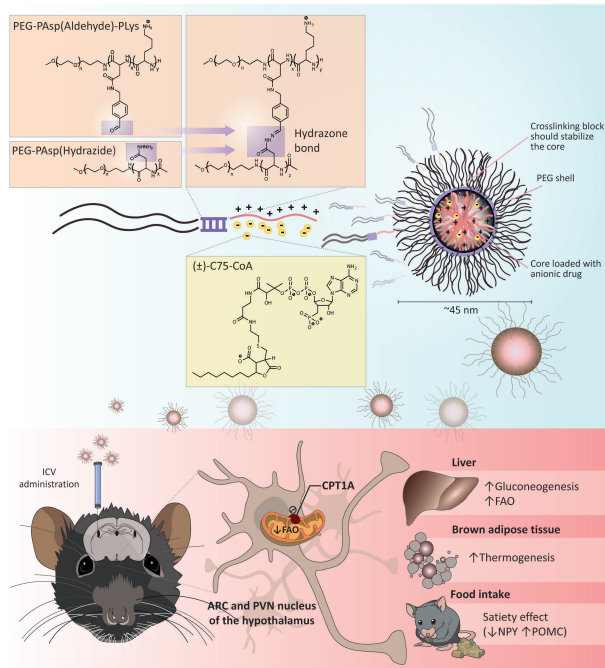 PEG-PAsp(Aldehyde)-PLys
PEG-PAsp(Hydrazide)
Hydrazone
bond
Crosslinking block
should stabilize
the core
PEG shell
Core loaded with
anionic drug
~45 nm
(±)-C75-CoA
ICV
administration
CPT1A
↓FAO
ARC and PVN nucleus
of the hypothalamus
Liver
↑Gluconeogenesis
↑FAO
Brown adipose tissue
↑Thermogenesis
Food intake
Satiety effect
(↓NPY ↑POMC)